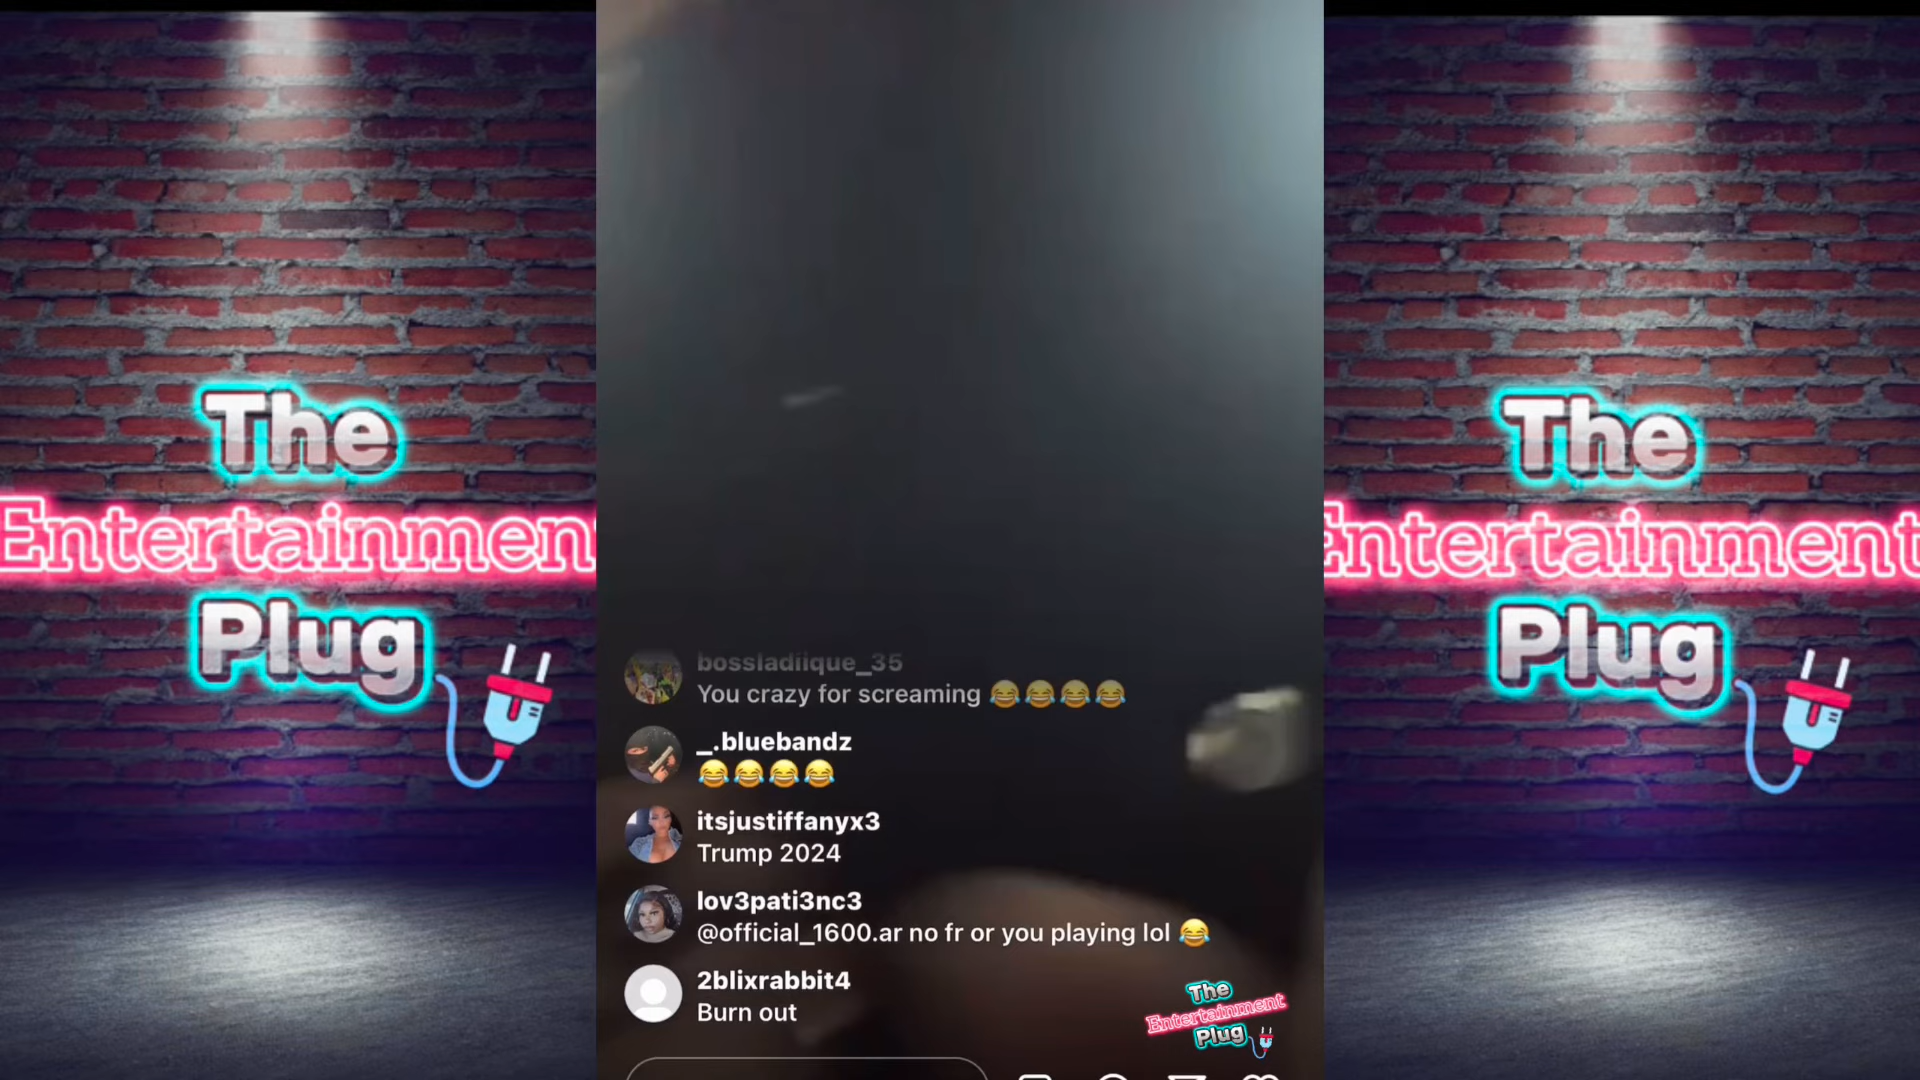 The
Entertainmen
Plug
bossladiique_35
You crazy for screaming 😂😂😂😂
_.bluebandz
😂😂😂😂
itsjustiffanyx3
Trump 2024
lov3pati3nc3
@official_1600.ar no fr or you playing lol 😂
2blixrabbit4
Burn out
The
Entertainment
Plug
The
Entertainment
Plug